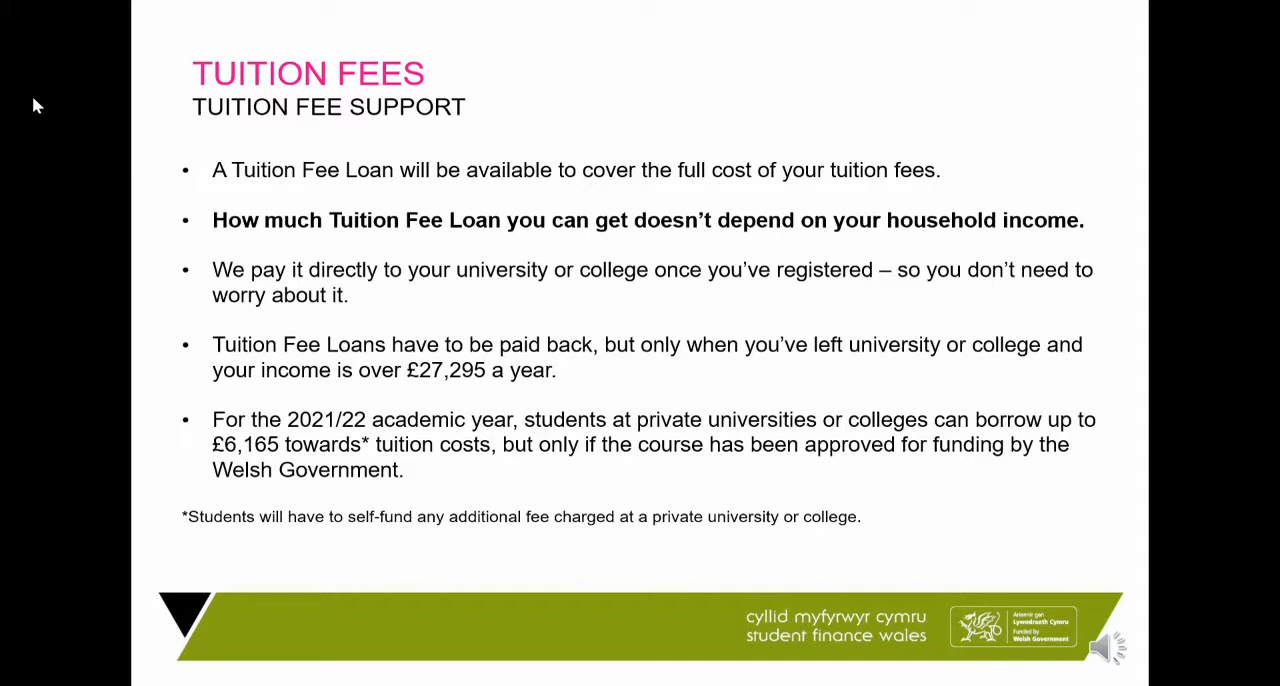 TUITION FEES
TUITION FEE SUPPORT
• A Tuition Fee Loan will be available to cover the full cost of your tuition fees.
• How much Tuition Fee Loan you can get doesn’t depend on your household income.
• We pay it directly to your university or college once you’ve registered – so you don’t need to
worry about it.
• Tuition Fee Loans have to be paid back, but only when you’ve left university or college and
your income is over £27,295 a year.
• For the 2021/22 academic year, students at private universities or colleges can borrow up to
£6,165 towards* tuition costs, but only if the course has been approved for funding by the
Welsh Government.
*Students will have to self-fund any additional fee charged at a private university or college.
cyllid myfyrwyr cymru
student finance wales
Ariennir gan
Lywodraeth Cymru
Funded by
Welsh Government